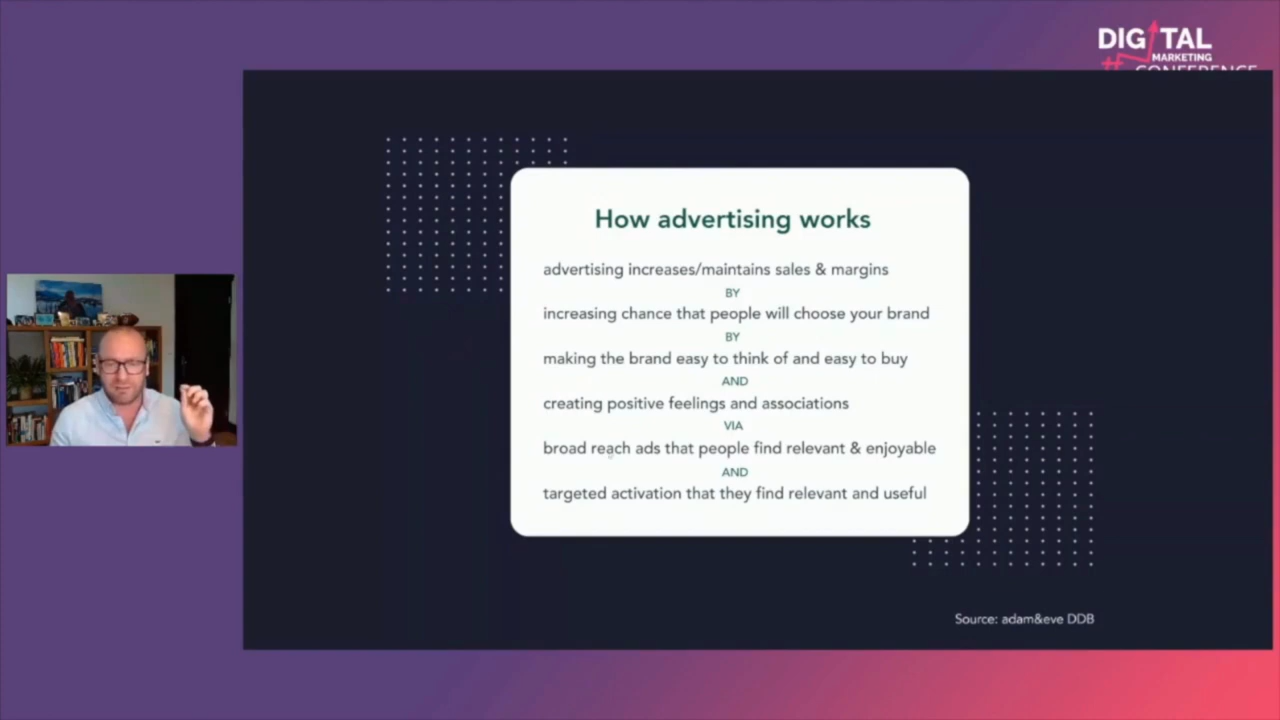 DIGITAL
MARKETING
#CONFERENCE
How advertising works
advertising increases/maintains sales & margins
BY
increasing chance that people will choose your brand
BY
making the brand easy to think of and easy to buy
AND
creating positive feelings and associations
VIA
broad reach ads that people find relevant & enjoyable
AND
targeted activation that they find relevant and useful
Source: adam&eve DDB